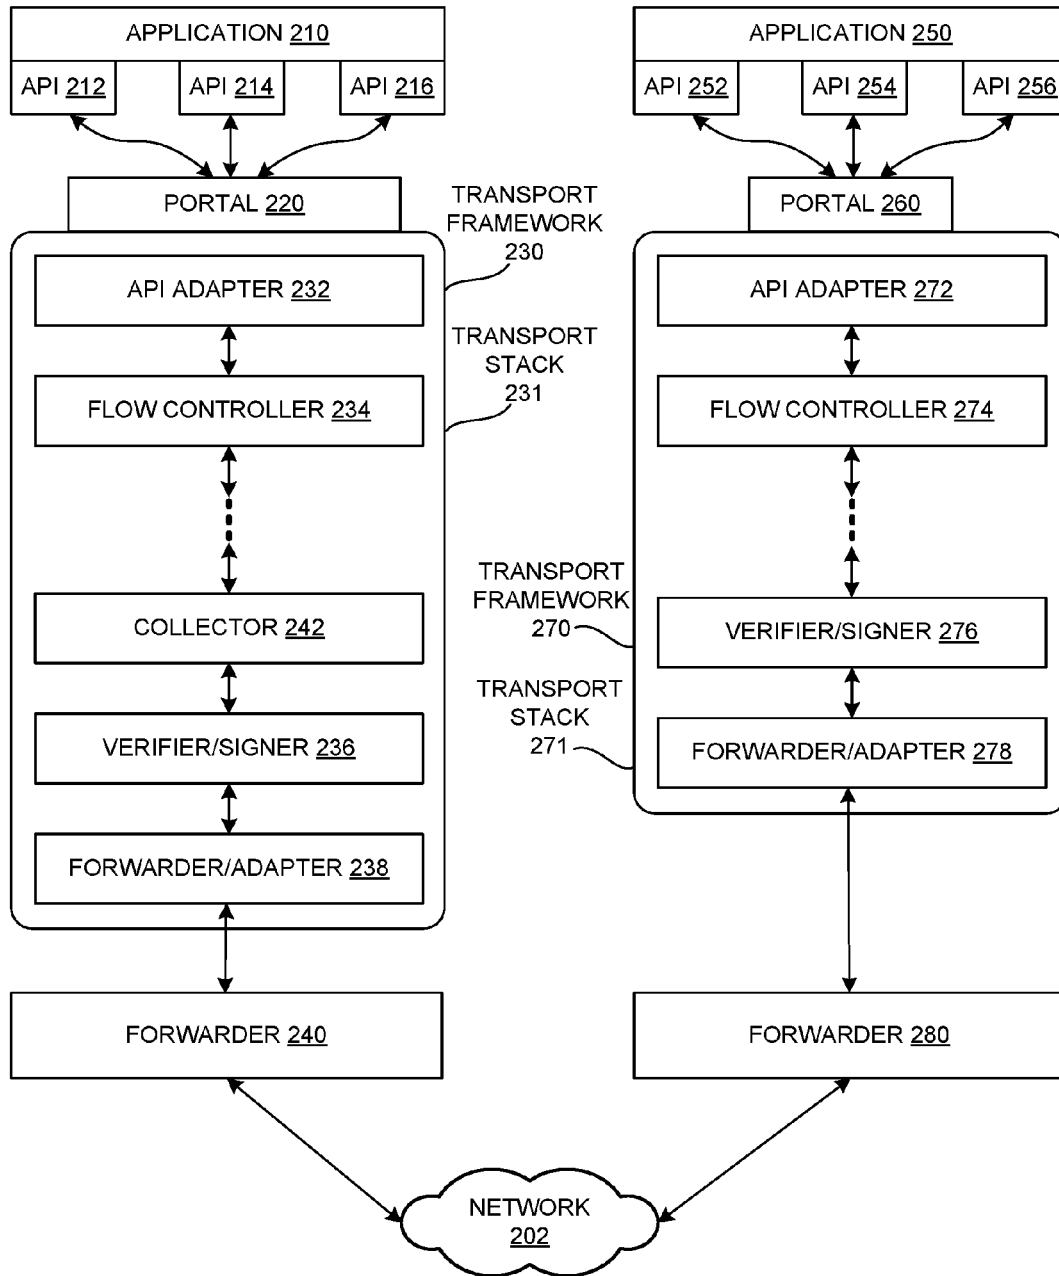 APPLICATION 210
API 212
API 214
API 216
PORTAL 220
TRANSPORT
FRAMEWORK
230
API ADAPTER 232
TRANSPORT
STACK
231
FLOW CONTROLLER 234
COLLECTOR 242
VERIFIER/SIGNER 236
FORWARDER/ADAPTER 238
FORWARDER 240
APPLICATION 250
API 252
API 254
API 256
PORTAL 260
API ADAPTER 272
FLOW CONTROLLER 274
TRANSPORT
FRAMEWORK
270
VERIFIER/SIGNER 276
TRANSPORT
STACK
271
FORWARDER/ADAPTER 278
FORWARDER 280
NETWORK
202